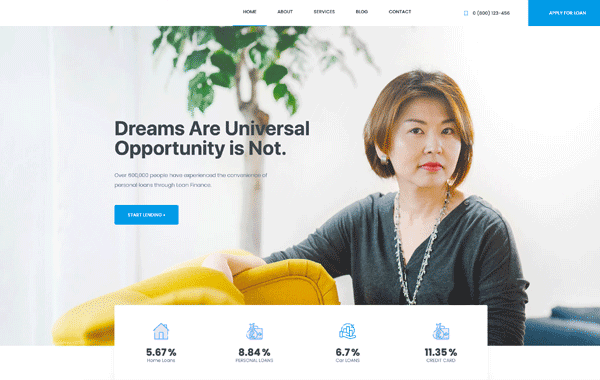 HOME ABOUT SERVICES BLOG CONTACT 0 (800) 123-456 APPLY FOR LOAN
Dreams Are Universal
Opportunity is Not.
Over 600,000 people have experienced the convenience of
personal loans through Loan Finance.
START LENDING »
5.67% 8.84% 6.7% 11.35%
Home Loans PERSONAL LOANS Car LOANS CREDIT CARD